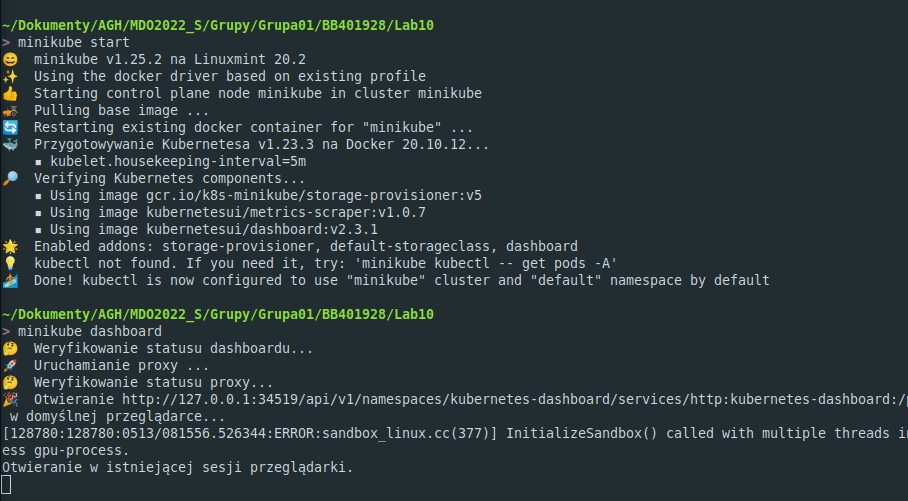 ~/Dokumenty/AGH/MDO2022_S/Grupy/Grupa01/BB401928/Lab10
> minikube start
😄  minikube v1.25.2 na Linuxmint 20.2
✨  Using the docker driver based on existing profile
👍  Starting control plane node minikube in cluster minikube
🚜  Pulling base image ...
🔄  Restarting existing docker container for "minikube" ...
🐳  Przygotowywanie Kubernetesa v1.23.3 na Docker 20.10.12...
    ▪ kubelet.housekeeping-interval=5m
🔎  Verifying Kubernetes components...
    ▪ Using image gcr.io/k8s-minikube/storage-provisioner:v5
    ▪ Using image kubernetesui/metrics-scraper:v1.0.7
    ▪ Using image kubernetesui/dashboard:v2.3.1
🌟  Enabled addons: storage-provisioner, default-storageclass, dashboard
💡  kubectl not found. If you need it, try: 'minikube kubectl -- get pods -A'
🏄  Done! kubectl is now configured to use "minikube" cluster and "default" namespace by default
~/Dokumenty/AGH/MDO2022_S/Grupy/Grupa01/BB401928/Lab10
> minikube dashboard
🤔  Weryfikowanie statusu dashboardu...
🚀  Uruchamianie proxy ...
🤔  Weryfikowanie statusu proxy...
🎉  Otwieranie http://127.0.0.1:34519/api/v1/namespaces/kubernetes-dashboard/services/http:kubernetes-dashboard:/p
 w domyślnej przeglądarce...
[128780:128780:0513/081556.526344:ERROR:sandbox_linux.cc(377)] InitializeSandbox() called with multiple threads in
ess gpu-process.
Otwieranie w istniejącej sesji przeglądarki.